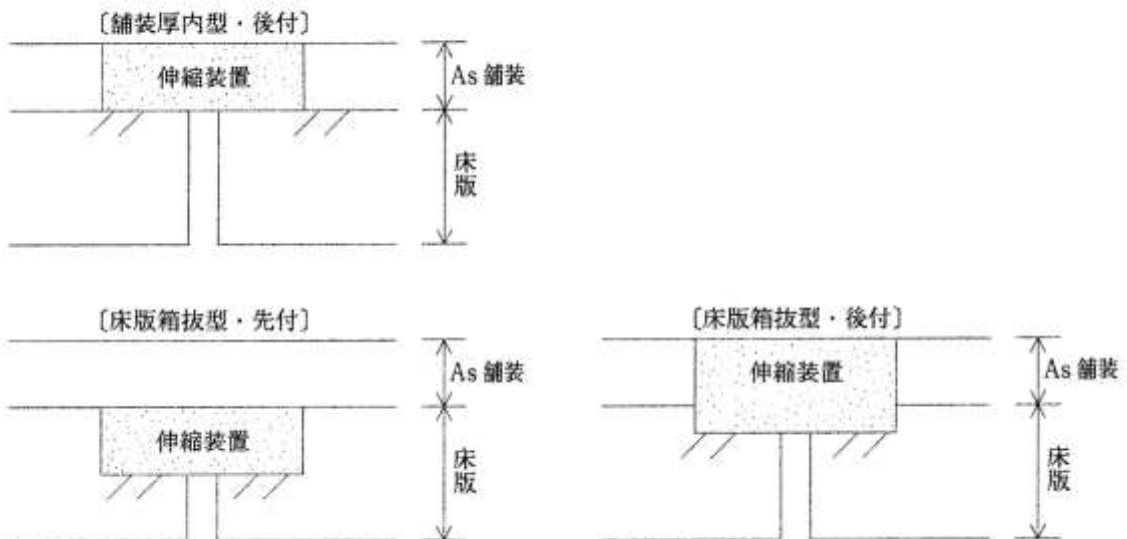 〔舗装厚内型・後付〕
伸縮装置
As 舗装
床版
〔床版箱抜型・先付〕
As 舗装
伸縮装置
床版
〔床版箱抜型・後付〕
伸縮装置
As 舗装
床版